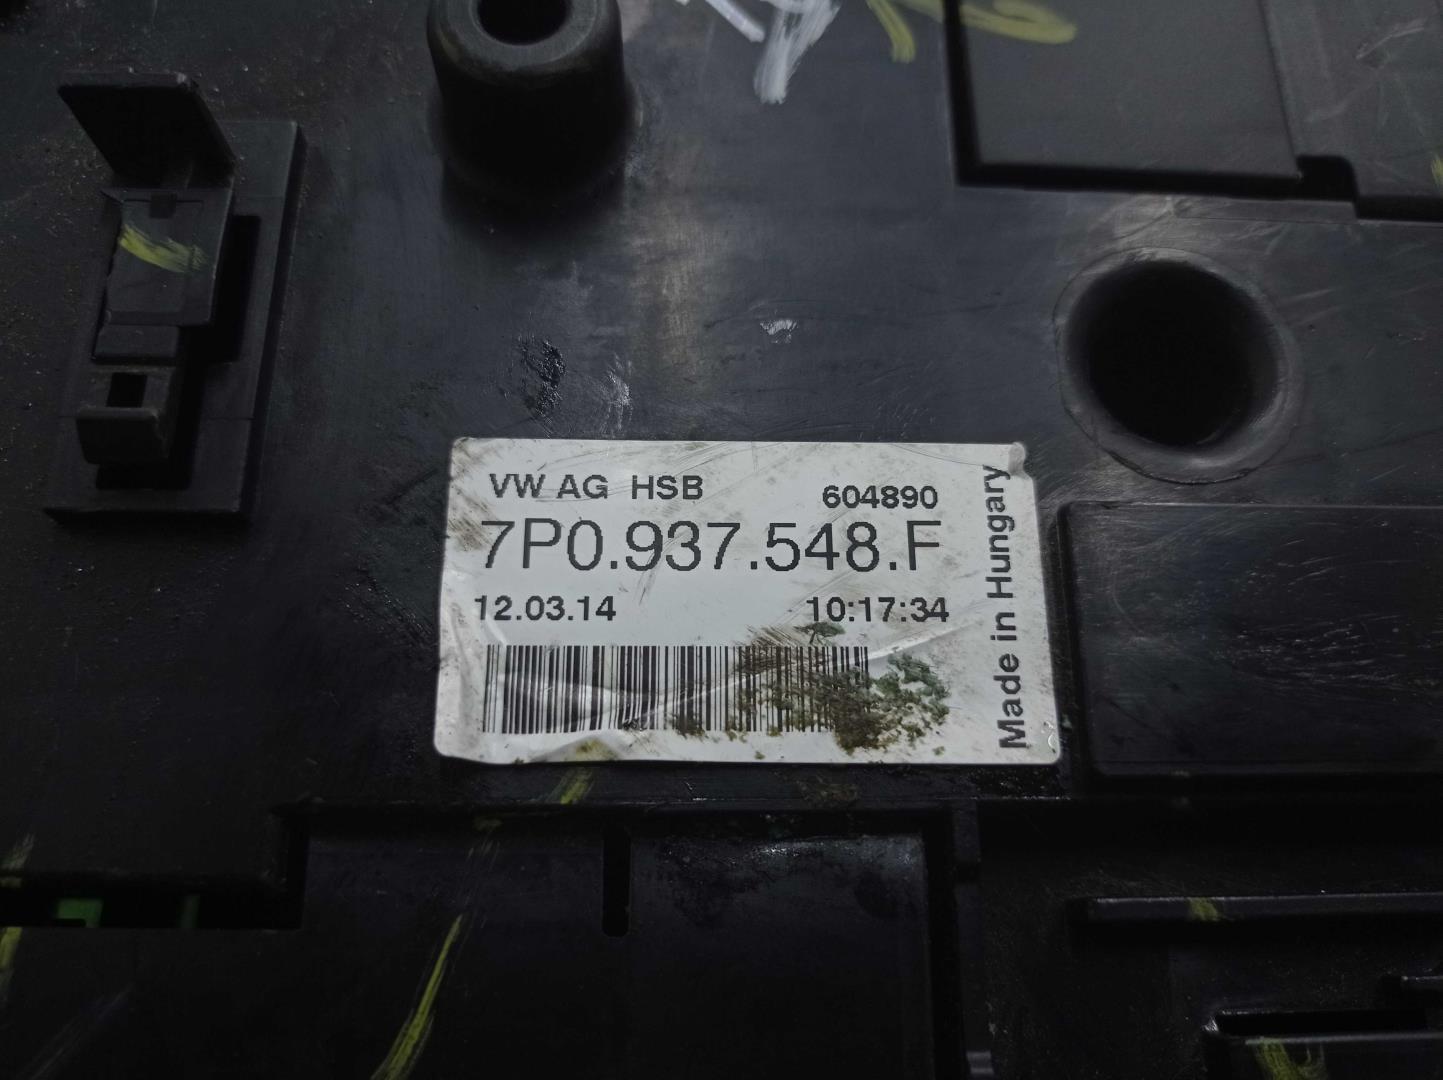 VW AG HSB
604890
7P0.937.548.F
12.03.14
10:17:34
Made in Hungary